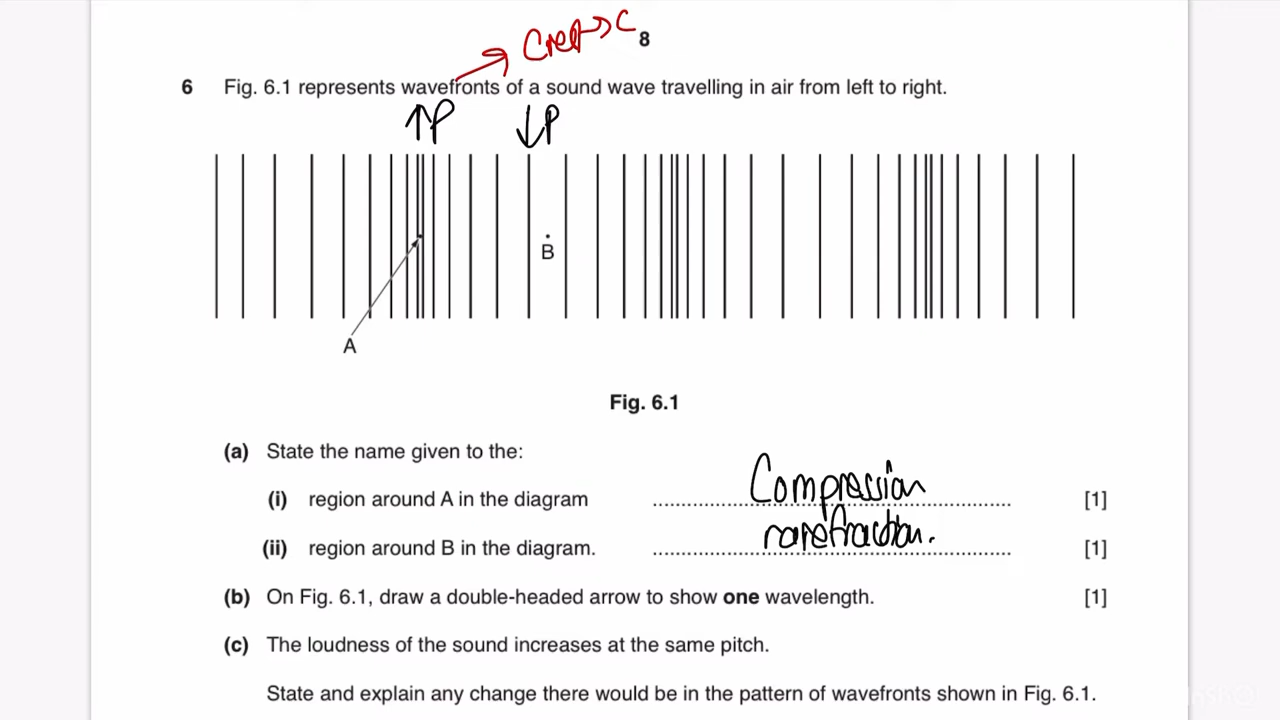 crests C
8
6 Fig. 6.1 represents wavefronts of a sound wave travelling in air from left to right.
↑P ↓P
B
A
Fig. 6.1
(a) State the name given to the:
(i) region around A in the diagram Compression [1]
(ii) region around B in the diagram. rarefraction. [1]
(b) On Fig. 6.1, draw a double-headed arrow to show one wavelength. [1]
(c) The loudness of the sound increases at the same pitch.
State and explain any change there would be in the pattern of wavefronts shown in Fig. 6.1.